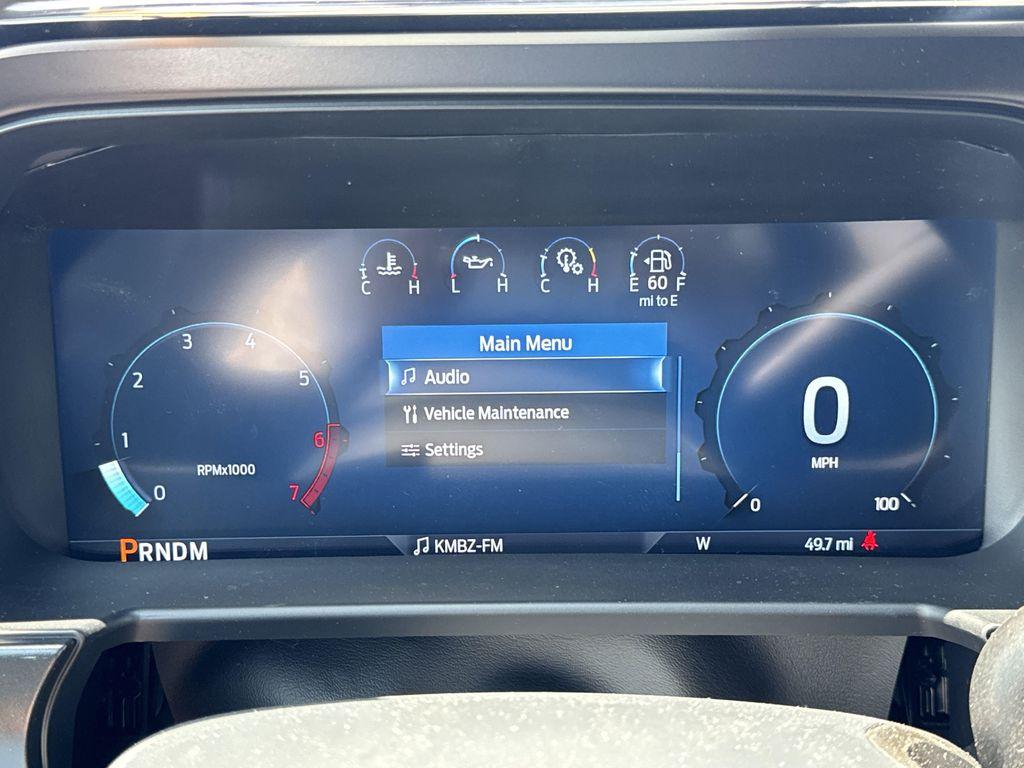 C H
L H
C H
E 60 F
mi to E
Main Menu
Audio
Vehicle Maintenance
Settings
0 1 2 3 4 5 6 7
RPMx1000
0
MPH
0 100
PRNDM
KMBZ-FM
W
49.7 mi